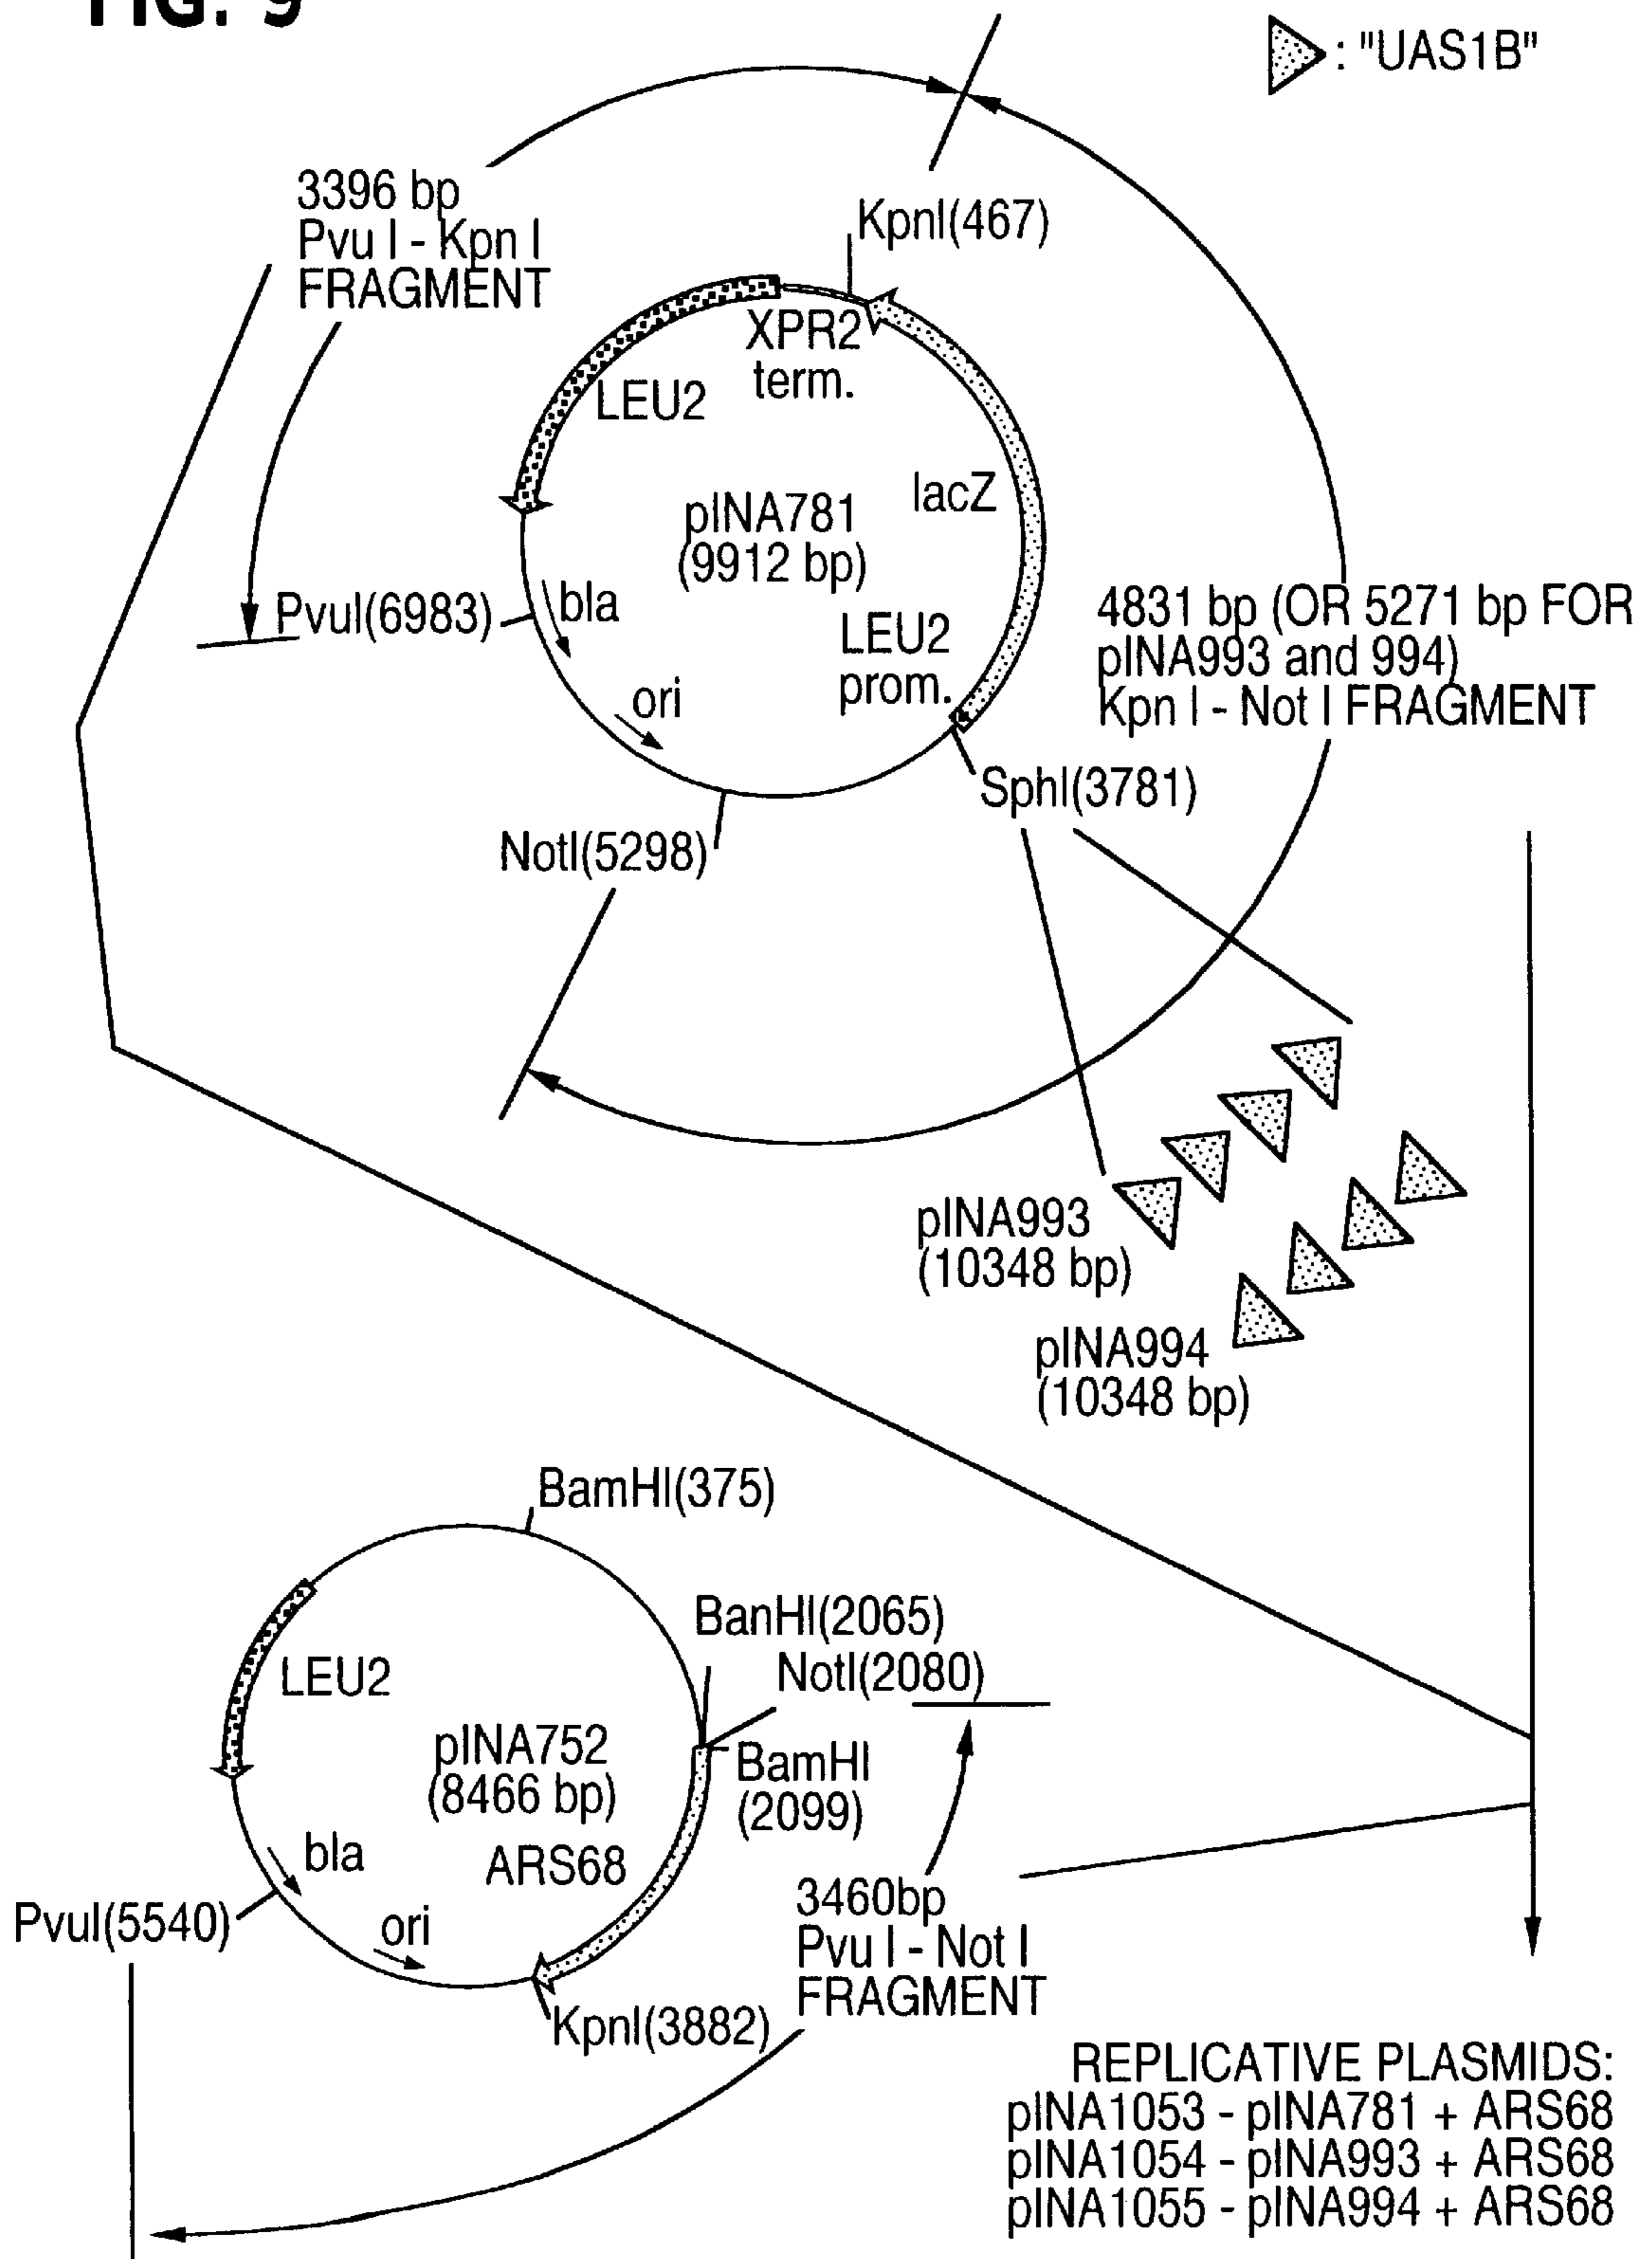 FIG. 9
: "UAS1B"
3396 bp
Pvu I - Kpn I
FRAGMENT
KpnI(467)
XPR2
term.
LEU2
lacZ
pINA781
(9912 bp)
PvuI(6983)
bla
LEU2
prom.
ori
4831 bp (OR 5271 bp FOR
pINA993 and 994)
Kpn I - Not I FRAGMENT
SphI(3781)
NotI(5298)
pINA993
(10348 bp)
pINA994
(10348 bp)
BamHI(375)
BanHI(2065)
NotI(2080)
LEU2
pINA752
(8466 bp)
BamHI
(2099)
bla
ARS68
PvuI(5540)
ori
3460bp
Pvu I - Not I
FRAGMENT
KpnI(3882)
REPLICATIVE PLASMIDS:
pINA1053 - pINA781 + ARS68
pINA1054 - pINA993 + ARS68
pINA1055 - pINA994 + ARS68